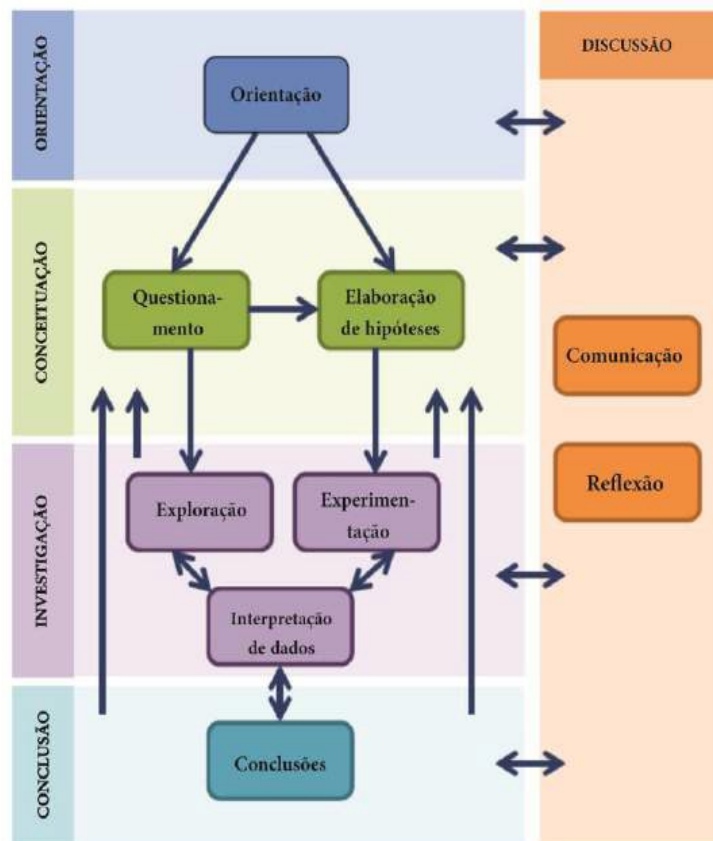 ORIENTAÇÃO
Orientação
DISCUSSÃO
CONCEITUAÇÃO
Questiona-
mento
Elaboração
de hipóteses
Comunicação
Reflexão
INVESTIGAÇÃO
Exploração
Experimen-
tação
Interpretação
de dados
CONCLUSÃO
Conclusões